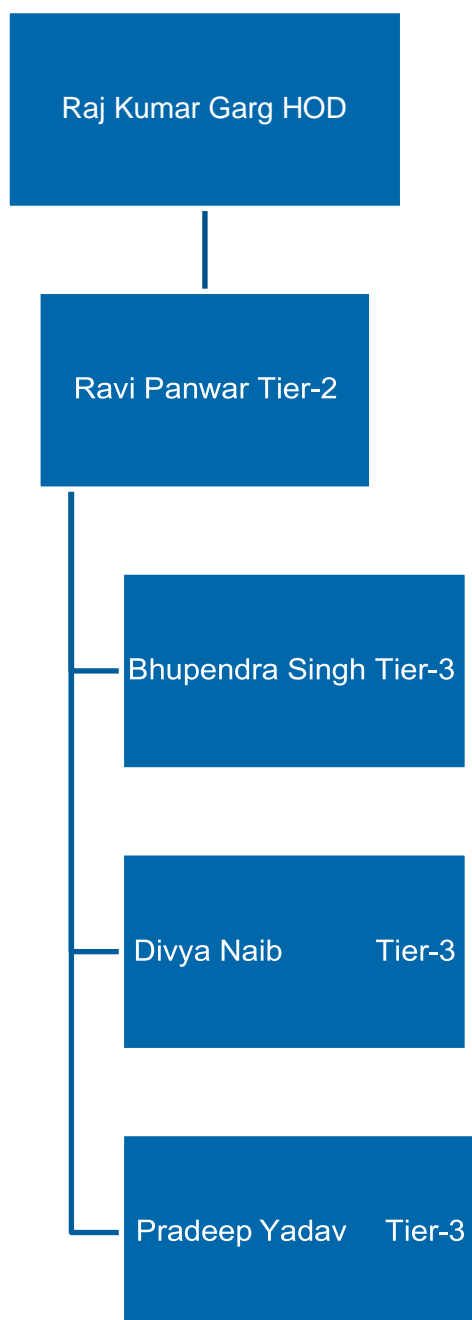 Raj Kumar Garg HOD
Ravi Panwar Tier-2
Bhupendra Singh Tier-3
Divya Naib Tier-3
Pradeep Yadav Tier-3